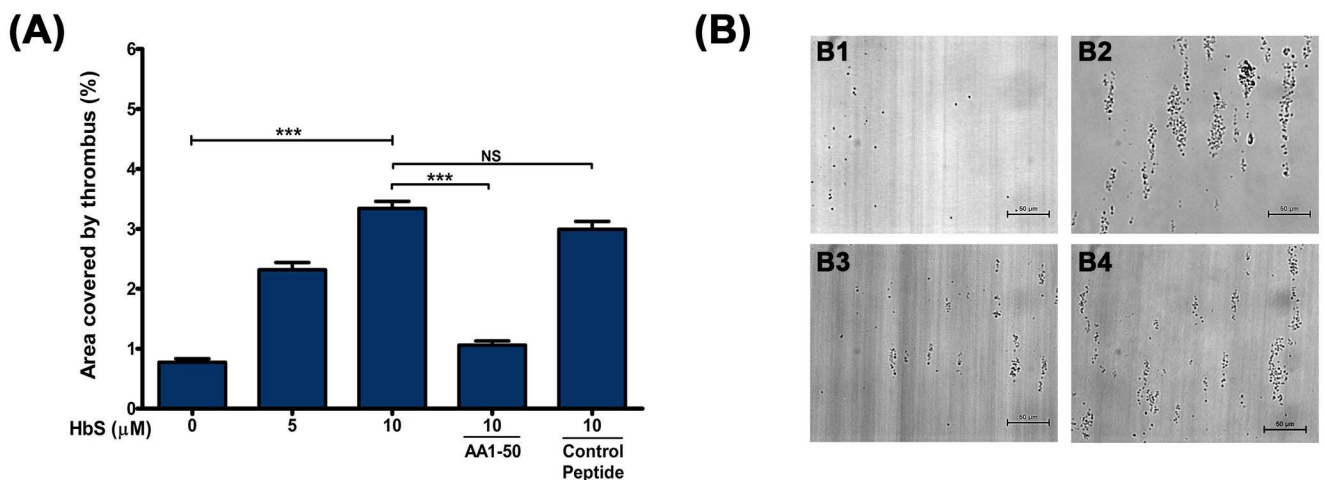 (A)
6
5
4
3
2
1
0
Area covered by thrombus (%)
***
NS
***
HbS (μM) 0 5 10 10 10
AA1-50 Control
Peptide
(B)
B1
50 μm
B2
50 μm
B3
50 μm
B4
50 μm